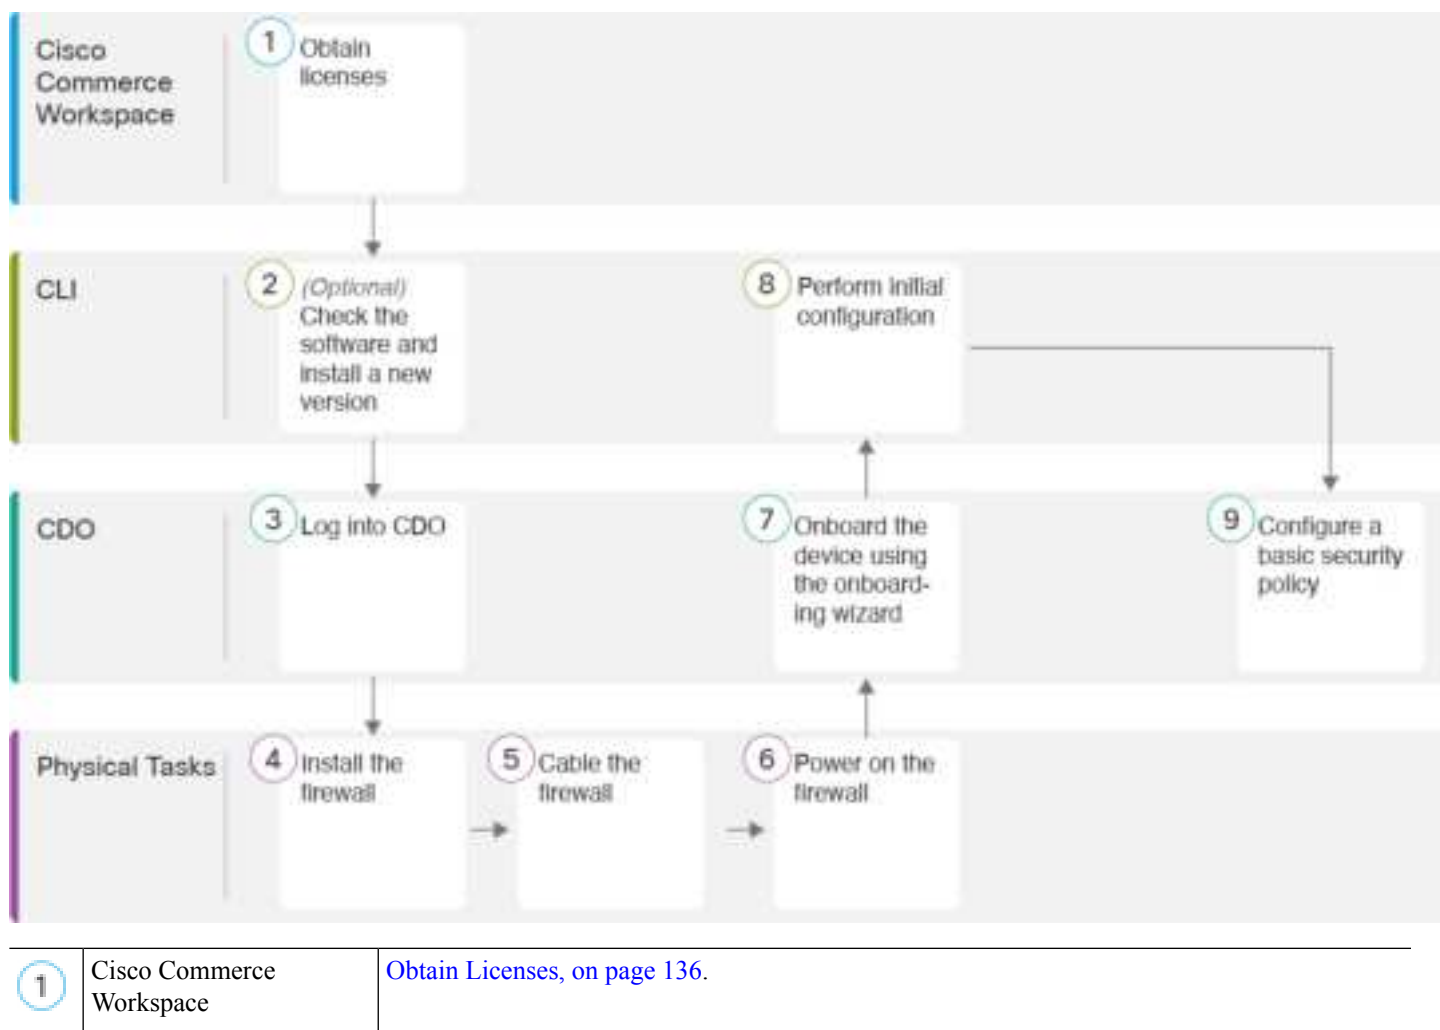 Cisco
Commerce
Workspace
1
Obtain
licenses
CLI
2
(Optional)
Check the
software and
install a new
version
8
Perform initial
configuration
CDO
3
Log into CDO
7
Onboard the
device using
the onboard-
ing wizard
9
Configure a
basic security
policy
Physical Tasks
4
Install the
firewall
5
Cable the
firewall
6
Power on the
firewall
1
Cisco Commerce
Workspace
Obtain Licenses, on page 136.